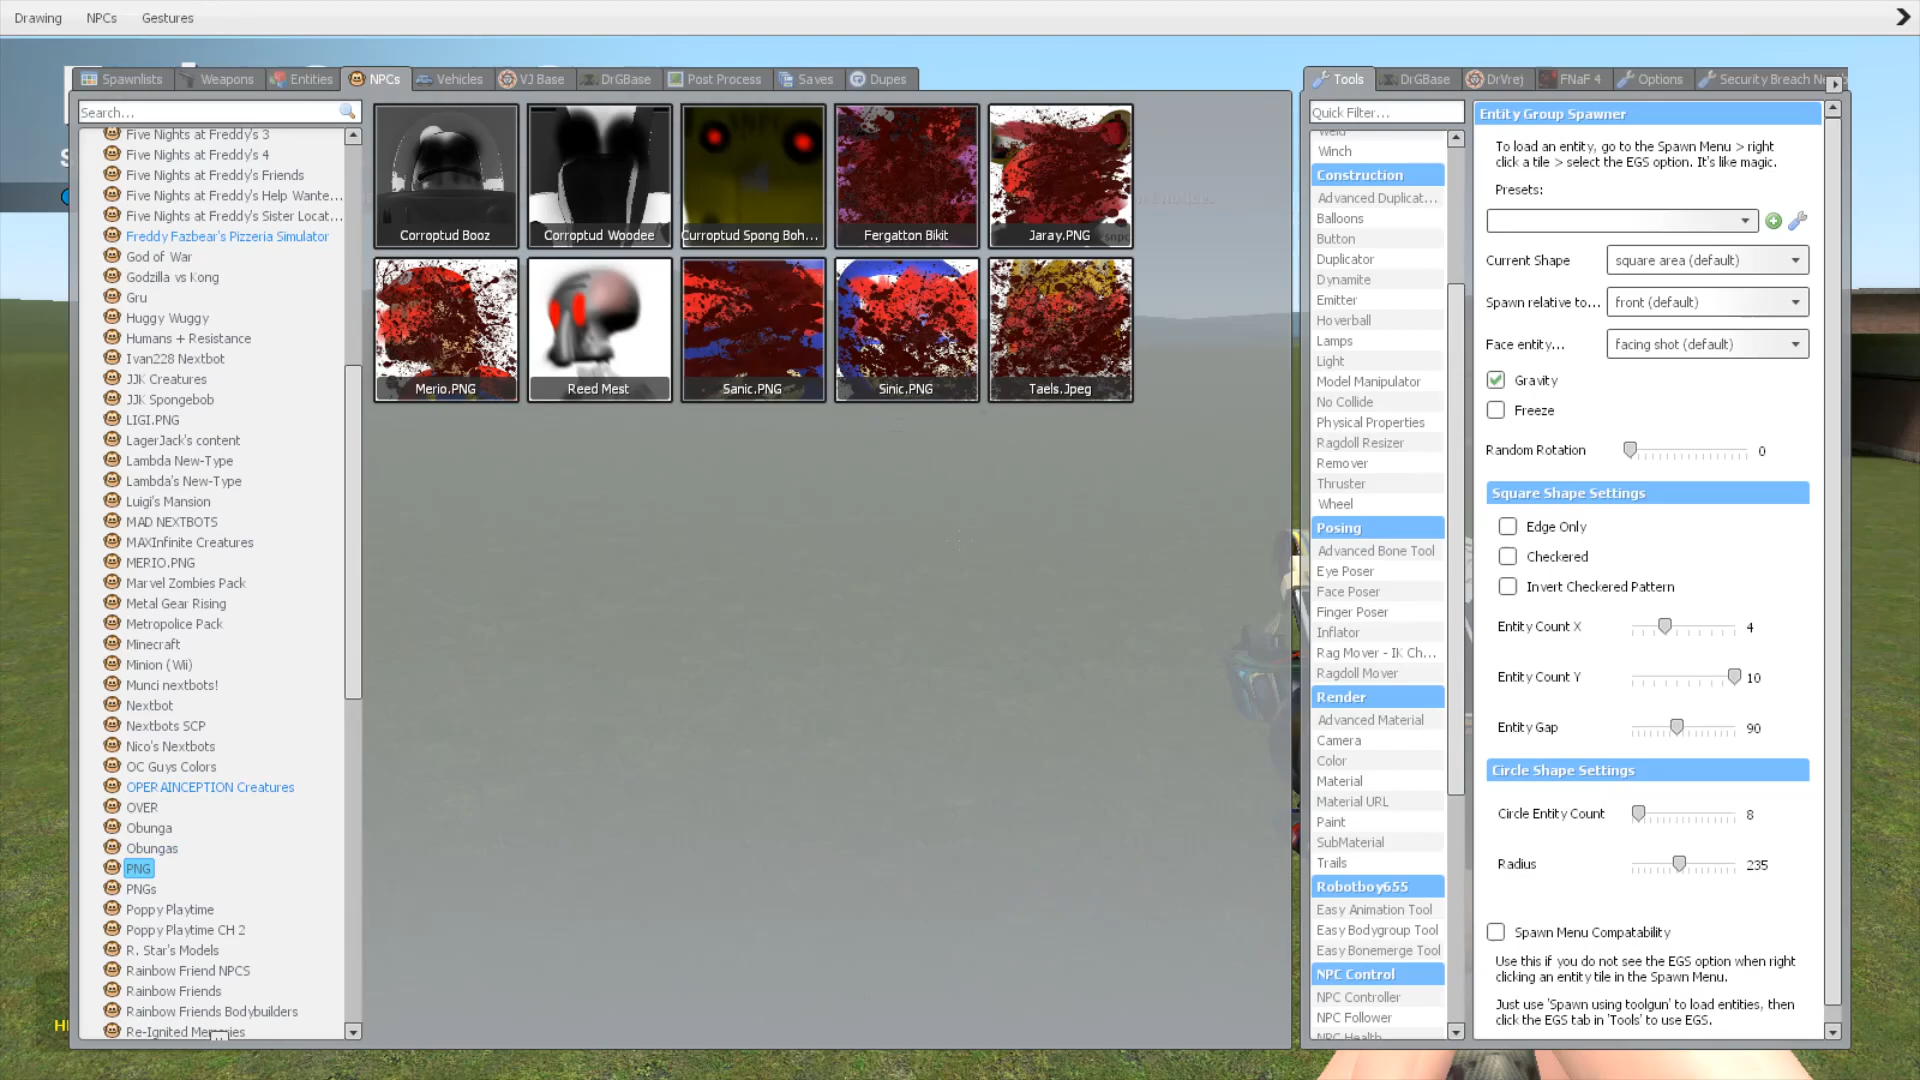 Drawing NPCs Gestures
Spawnlists Weapons Entities NPCs Vehicles VJ Base DrGBase Post Process Saves Dupes
Search...
Five Nights at Freddy's 3
Five Nights at Freddy's 4
Five Nights at Freddy's Friends
Five Nights at Freddy's Help Wante...
Five Nights at Freddy's Sister Locat...
Freddy Fazbear's Pizzeria Simulator
God of War
Godzilla vs Kong
Gru
Huggy Wuggy
Humans + Resistance
Ivan228 Nextbot
JJK Creatures
JJK Spongebob
LIGI.PNG
LagerJack's content
Lambda New-Type
Lambda's New-Type
Luigi's Mansion
MAD NEXTBOTS
MAXInfinite Creatures
MERIO.PNG
Marvel Zombies Pack
Metal Gear Rising
Metropolice Pack
Minecraft
Minion (Wii)
Munci nextbots!
Nextbot
Nextbots SCP
Nico's Nextbots
OC Guys Colors
OPERAINCEPTION Creatures
OVER
Obunga
Obungas
PNG
PNGs
Poppy Playtime
Poppy Playtime CH 2
R. Star's Models
Rainbow Friend NPCS
Rainbow Friends
Rainbow Friends Bodybuilders
Re-Ignited Memories
Corroptud Booz
Corroptud Woodee
Curroptud Spong Boh...
Fergatton Bikit
Jaray.PNG
Merio.PNG
Reed Mest
Sanic.PNG
Sinic.PNG
Taels.Jpeg
Tools DrGBase DrVrej FNaF 4 Options Security Breach
Quick Filter...
Weld
Winch
Construction
Advanced Duplicat...
Balloons
Button
Duplicator
Dynamite
Emitter
Hoverball
Lamps
Light
Model Manipulator
No Collide
Physical Properties
Ragdoll Resizer
Remover
Thruster
Wheel
Posing
Advanced Bone Tool
Eye Poser
Face Poser
Finger Poser
Inflator
Rag Mover - IK Ch...
Ragdoll Mover
Render
Advanced Material
Camera
Color
Material
Material URL
Paint
SubMaterial
Trails
Robotboy655
Easy Animation Tool
Easy Bodygroup Tool
Easy Bonemerge Tool
NPC Control
NPC Controller
NPC Follower
NPC Health
Entity Group Spawner
To load an entity, go to the Spawn Menu > right
click a tile > select the EGS option. It's like magic.
Presets:
Current Shape square area (default)
Spawn relative to... front (default)
Face entity... facing shot (default)
Gravity
Freeze
Random Rotation 0
Square Shape Settings
Edge Only
Checkered
Invert Checkered Pattern
Entity Count X 4
Entity Count Y 10
Entity Gap 90
Circle Shape Settings
Circle Entity Count 8
Radius 235
Spawn Menu Compatability
Use this if you do not see the EGS option when right
clicking an entity tile in the Spawn Menu.
Just use 'Spawn using toolgun' to load entities, then
click the EGS tab in 'Tools' to use EGS.